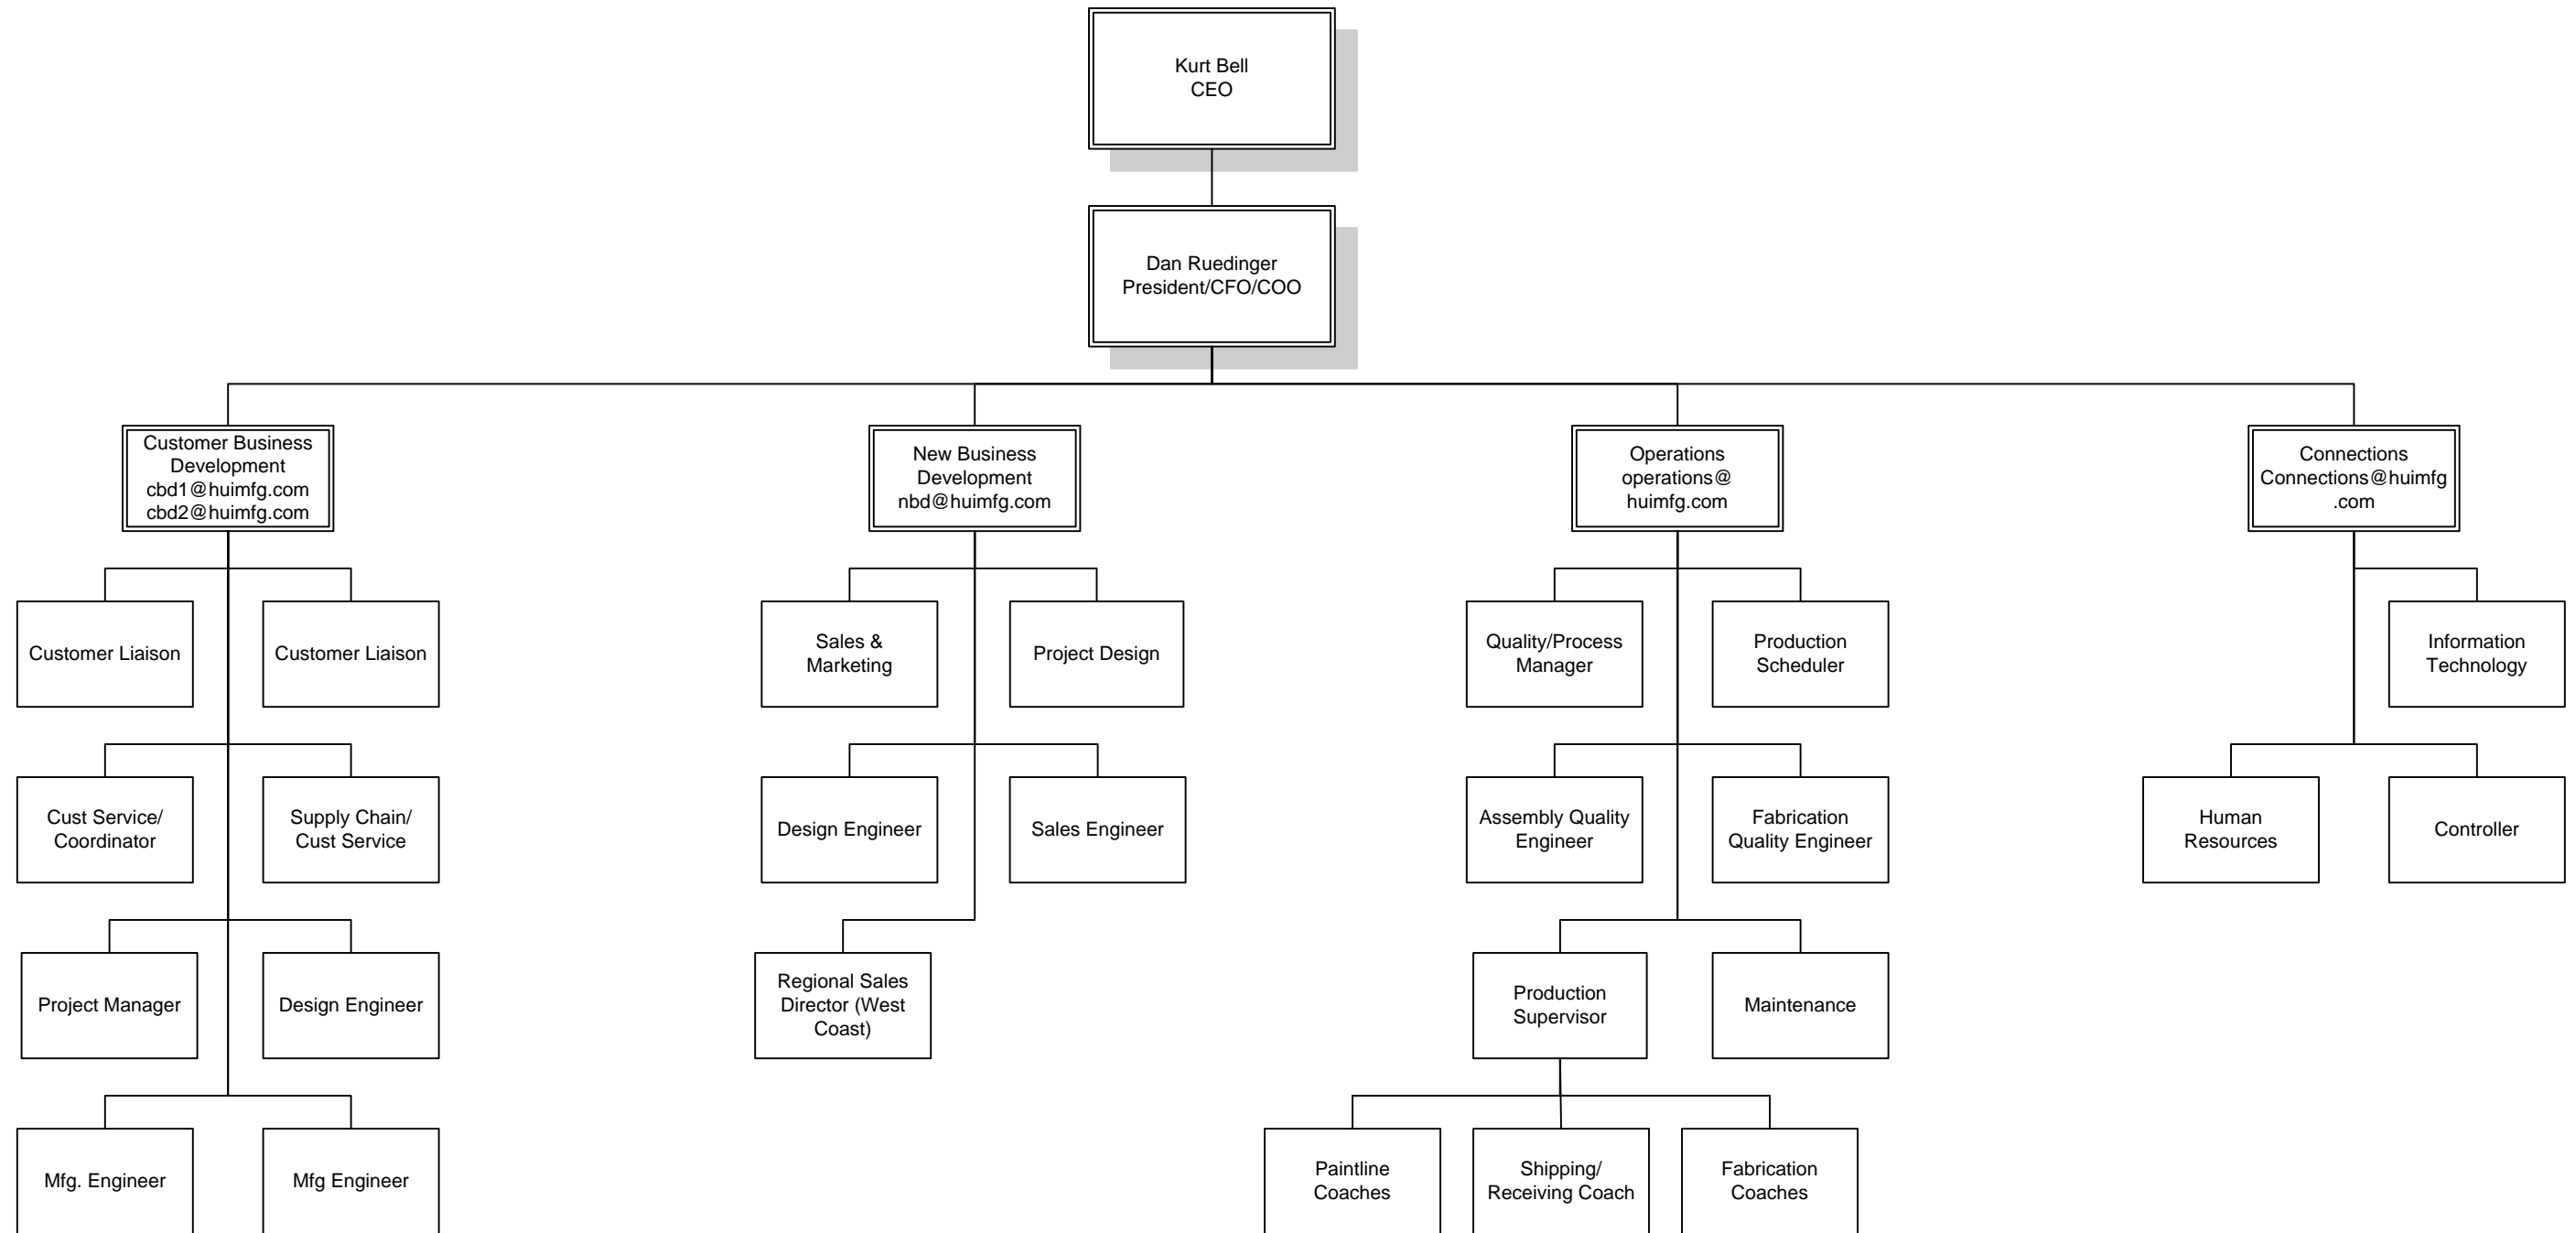 Kurt Bell
CEO
Dan Ruedinger
President/CFO/COO
Customer Business
Development
cbd1@huimfg.com
cbd2@huimfg.com
New Business
Development
nbd@huimfg.com
Operations
operations@
huimfg.com
Connections
Connections@huimfg
.com
Customer Liaison
Customer Liaison
Sales &
Marketing
Project Design
Quality/Process
Manager
Production
Scheduler
Information
Technology
Cust Service/
Coordinator
Supply Chain/
Cust Service
Design Engineer
Sales Engineer
Assembly Quality
Engineer
Fabrication
Quality Engineer
Human
Resources
Controller
Project Manager
Design Engineer
Regional Sales
Director (West
Coast)
Production
Supervisor
Maintenance
Mfg. Engineer
Mfg Engineer
Paintline
Coaches
Shipping/
Receiving Coach
Fabrication
Coaches